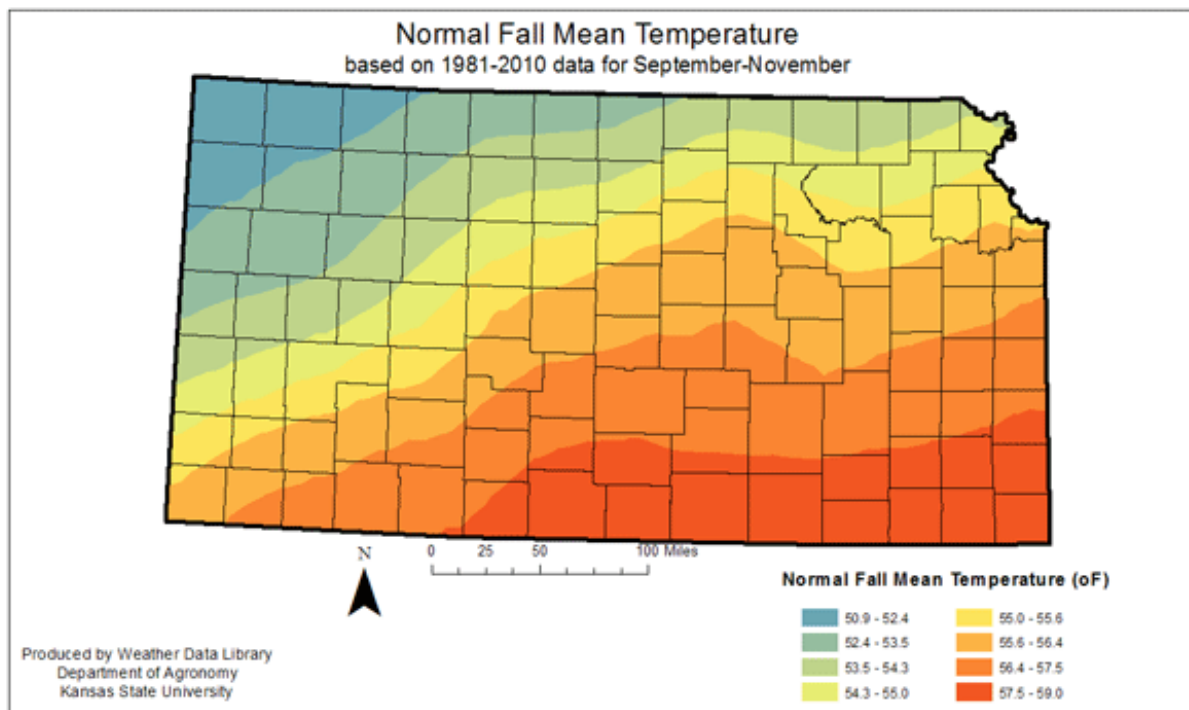 Normal Fall Mean Temperature
based on 1981-2010 data for September-November
N
0 25 50 100 Miles
Normal Fall Mean Temperature (oF)
50.9 - 52.4
52.4 - 53.5
53.5 - 54.3
54.3 - 55.0
55.0 - 55.6
55.6 - 56.4
56.4 - 57.5
57.5 - 59.0
Produced by Weather Data Library
Department of Agronomy
Kansas State University